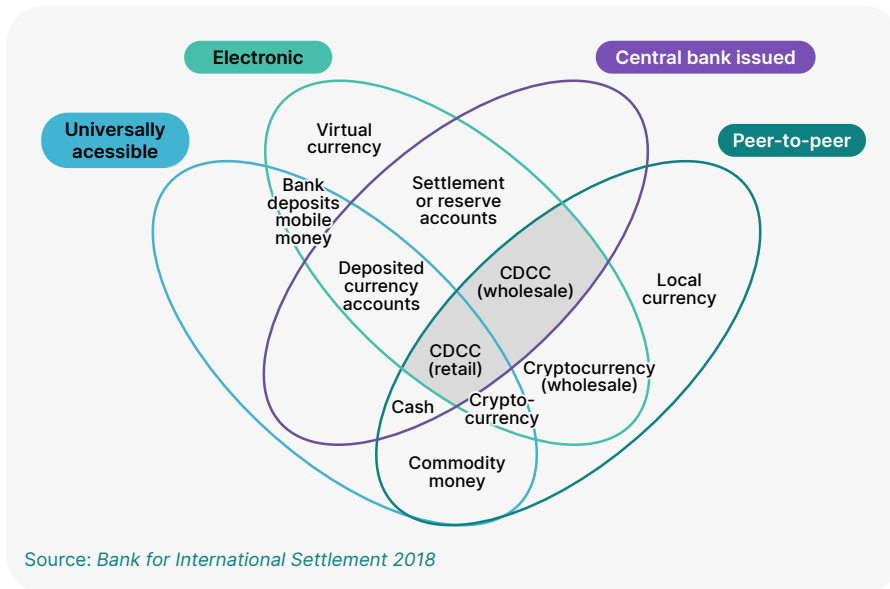 Electronic
Central bank issued
Universally
acessible
Peer-to-peer
Virtual
currency
Bank
deposits
mobile
money
Settlement
or reserve
accounts
Deposited
currency
accounts
CDCC
(wholesale)
Local
currency
CDCC
(retail)
Cryptocurrency
(wholesale)
Cash
Crypto-
currency
Commodity
money
Source: Bank for International Settlement 2018